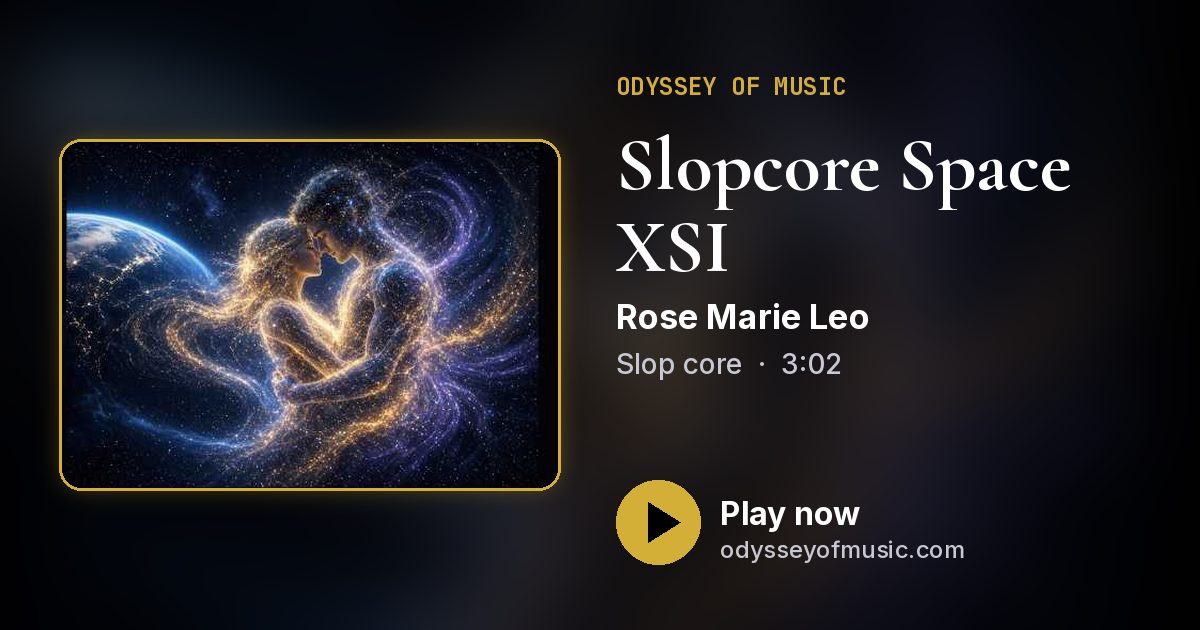 ODYSSEY OF MUSIC
Slopcore Space
XSI
Rose Marie Leo
Slop core · 3:02
Play now
odysseyofmusic.com